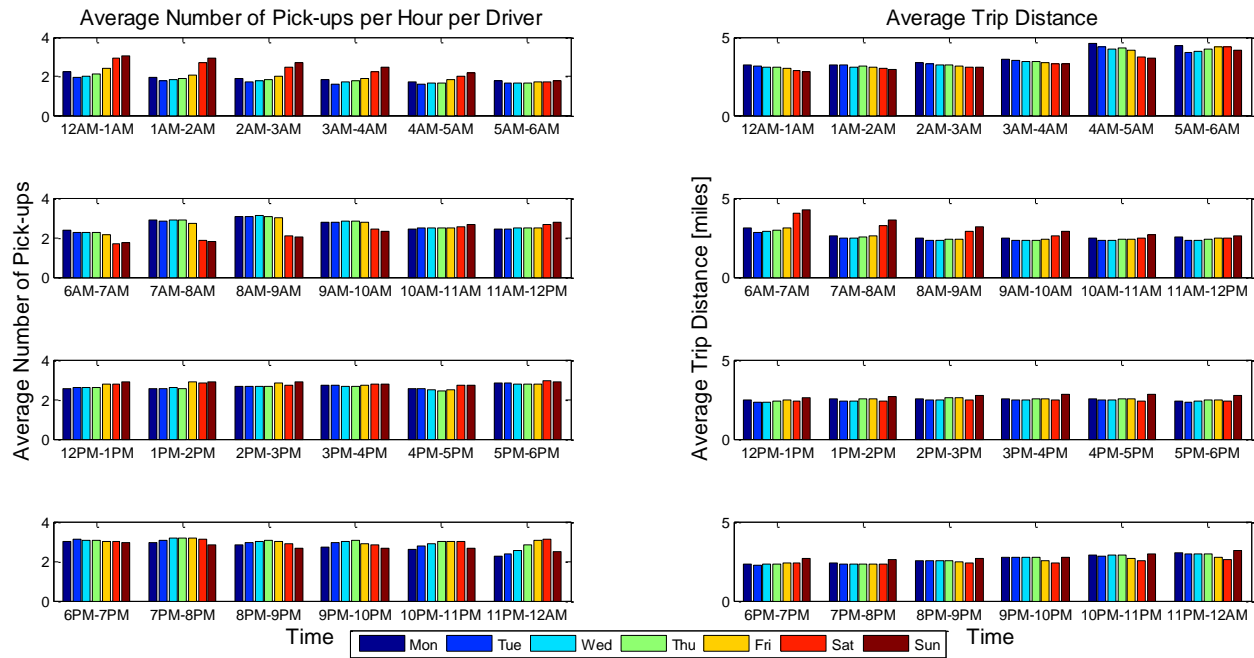 Average Number of Pick-ups per Hour per Driver
4
2
0
12AM-1AM 1AM-2AM 2AM-3AM 3AM-4AM 4AM-5AM 5AM-6AM
4
2
0
6AM-7AM 7AM-8AM 8AM-9AM 9AM-10AM 10AM-11AM 11AM-12PM
4
2
0
12PM-1PM 1PM-2PM 2PM-3PM 3PM-4PM 4PM-5PM 5PM-6PM
4
2
0
6PM-7PM 7PM-8PM 8PM-9PM 9PM-10PM 10PM-11PM 11PM-12AM
Average Number of Pick-ups
Time
Average Trip Distance
5
0
12AM-1AM 1AM-2AM 2AM-3AM 3AM-4AM 4AM-5AM 5AM-6AM
5
0
6AM-7AM 7AM-8AM 8AM-9AM 9AM-10AM 10AM-11AM 11AM-12PM
5
0
12PM-1PM 1PM-2PM 2PM-3PM 3PM-4PM 4PM-5PM 5PM-6PM
5
0
6PM-7PM 7PM-8PM 8PM-9PM 9PM-10PM 10PM-11PM 11PM-12AM
Average Trip Distance [miles]
Time
Mon Tue Wed Thu Fri Sat Sun